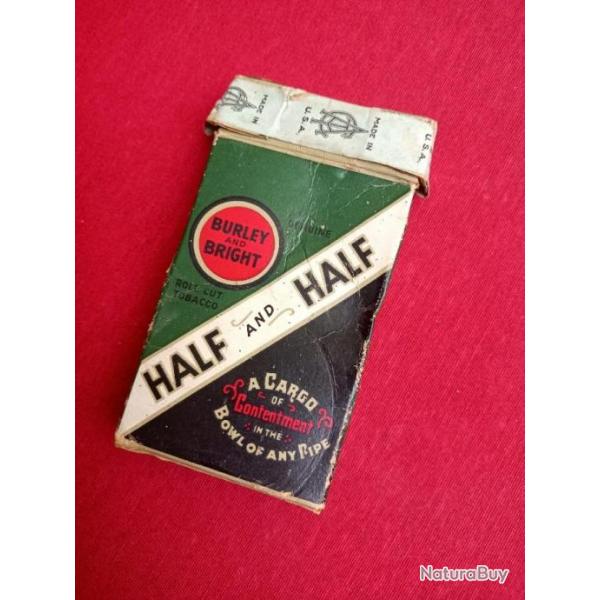 MADE IN
U.S.A.
MADE IN
U.S.A.
BURLEY
AND
BRIGHT
GENUINE
ROLL CUT
TOBACCO
HALF AND HALF
A CARGO
OF
Contentment
IN THE
BOWL OF ANY PIPE
NaturaBuy